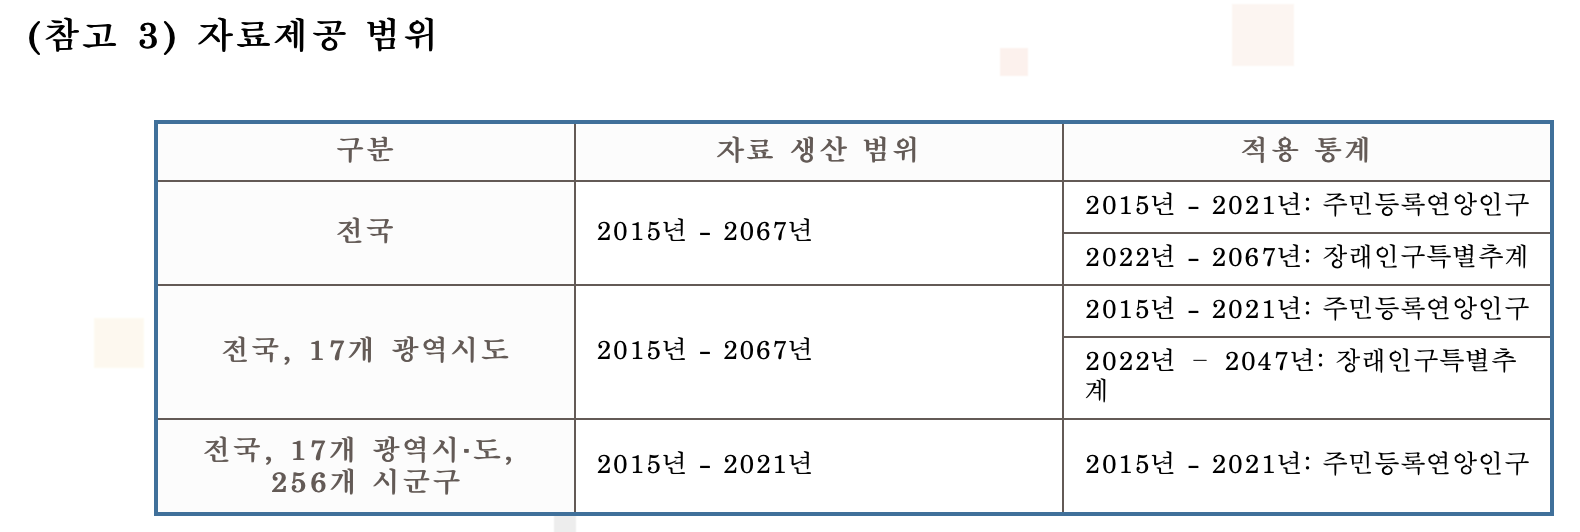 (참고 3) 자료제공 범위
구분
자료 생산 범위
적용 통계
전국
2015년 - 2067년
2015년 - 2021년: 주민등록연앙인구
2022년 - 2067년: 장래인구특별추계
전국, 17개 광역시도
2015년 - 2067년
2015년 - 2021년: 주민등록연앙인구
2022년 - 2047년: 장래인구특별추
계
전국, 17개 광역시·도,
256개 시군구
2015년 - 2021년
2015년 - 2021년: 주민등록연앙인구